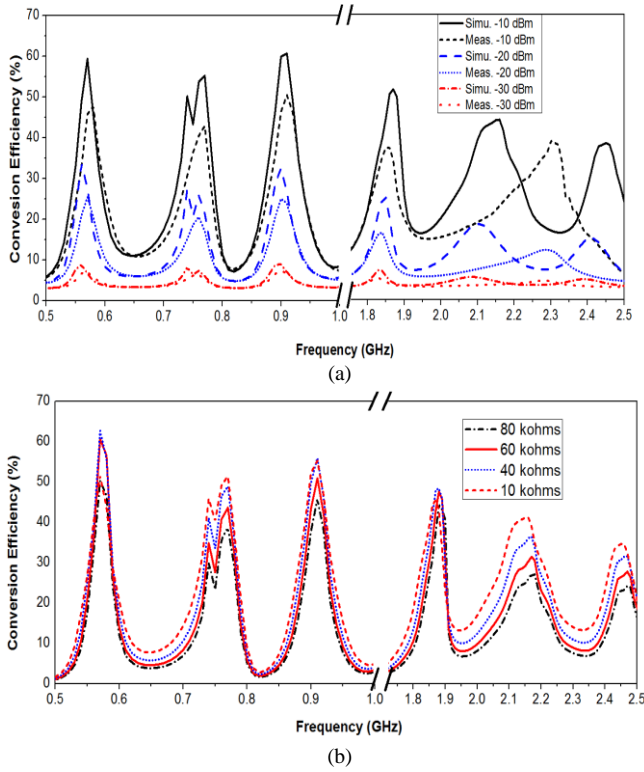 70
60
50
40
30
20
10
0
Convesion Efficiency (%)
Simu. -10 dBm
Meas. -10 dBm
Simu. -20 dBm
Meas. -20 dBm
Simu. -30 dBm
Meas. -30 dBm
0.5 0.6 0.7 0.8 0.9 1.0 1.8 1.9 2.0 2.1 2.2 2.3 2.4 2.5
Frequency (GHz)
(a)
70
60
50
40
30
20
10
0
Conversion Efficiency (%)
80 kohms
60 kohms
40 kohms
10 kohms
0.5 0.6 0.7 0.8 0.9 1.0 1.8 1.9 2.0 2.1 2.2 2.3 2.4 2.5
Frequency (GHz)
(b)